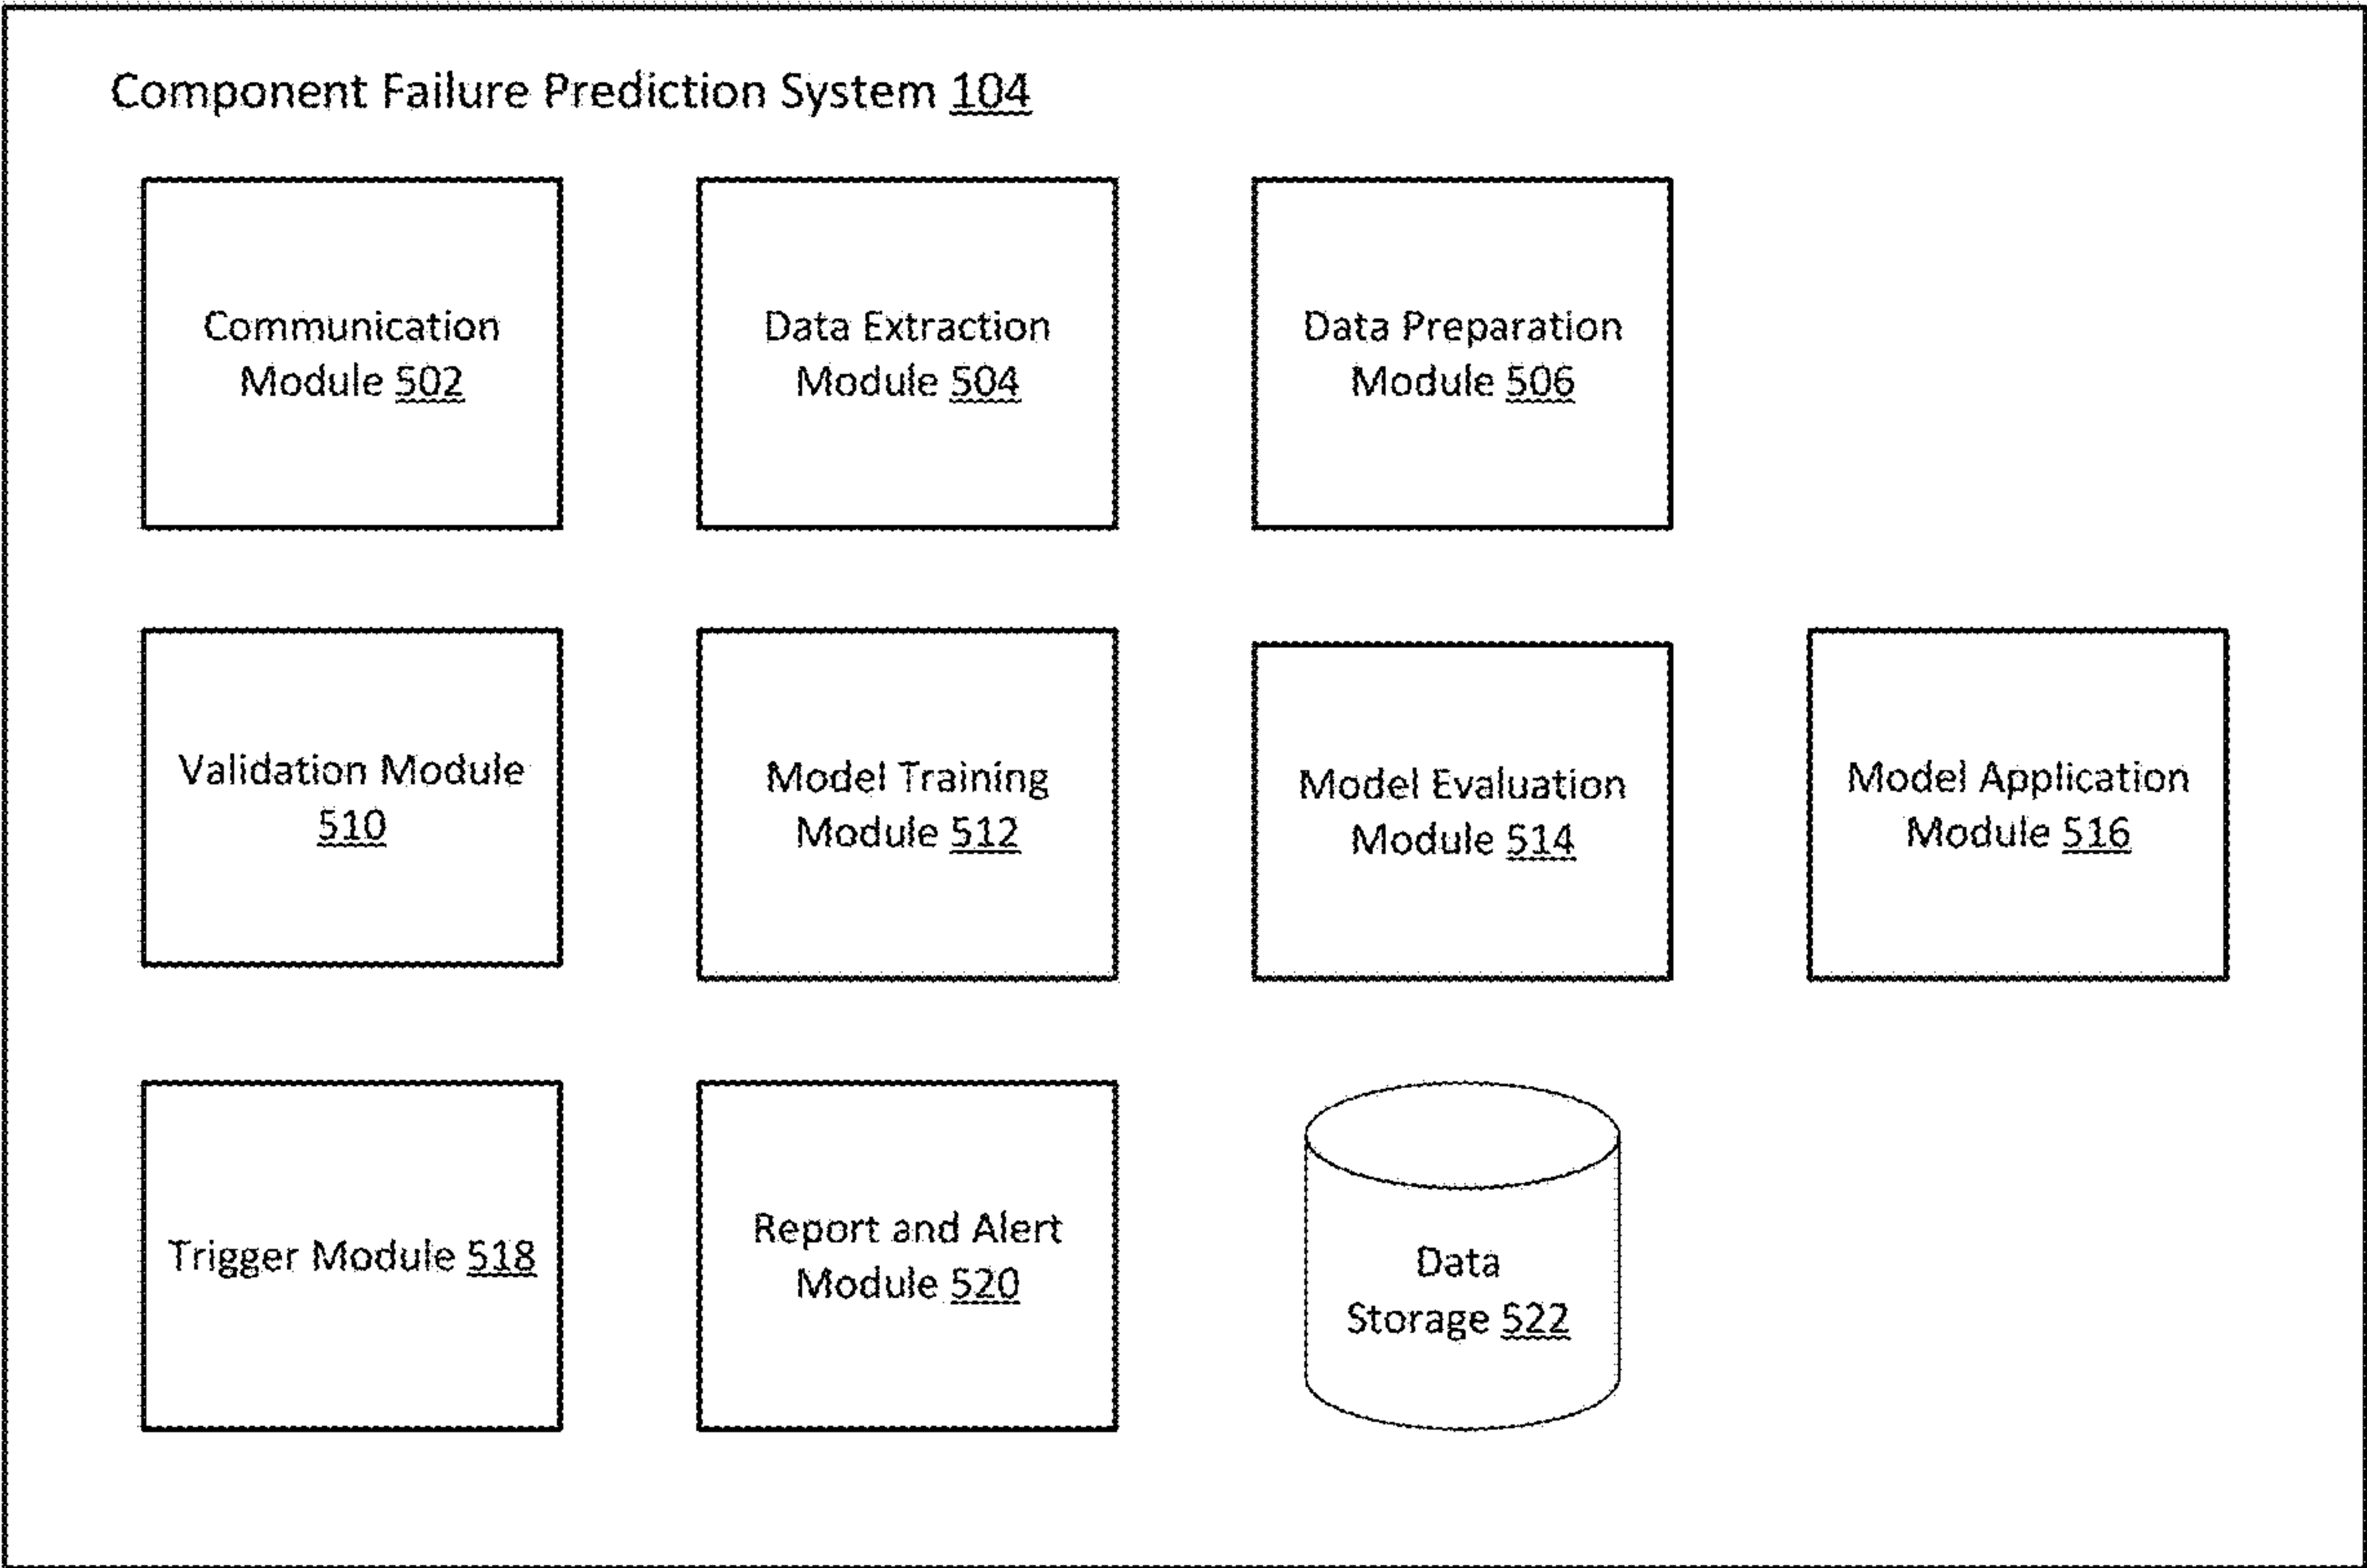 Component Failure Prediction System 104
Communication
Module 502
Data Extraction
Module 504
Data Preparation
Module 506
Validation Module
510
Model Training
Module 512
Model Evaluation
Module 514
Model Application
Module 516
Trigger Module 518
Report and Alert
Module 520
Data
Storage 522